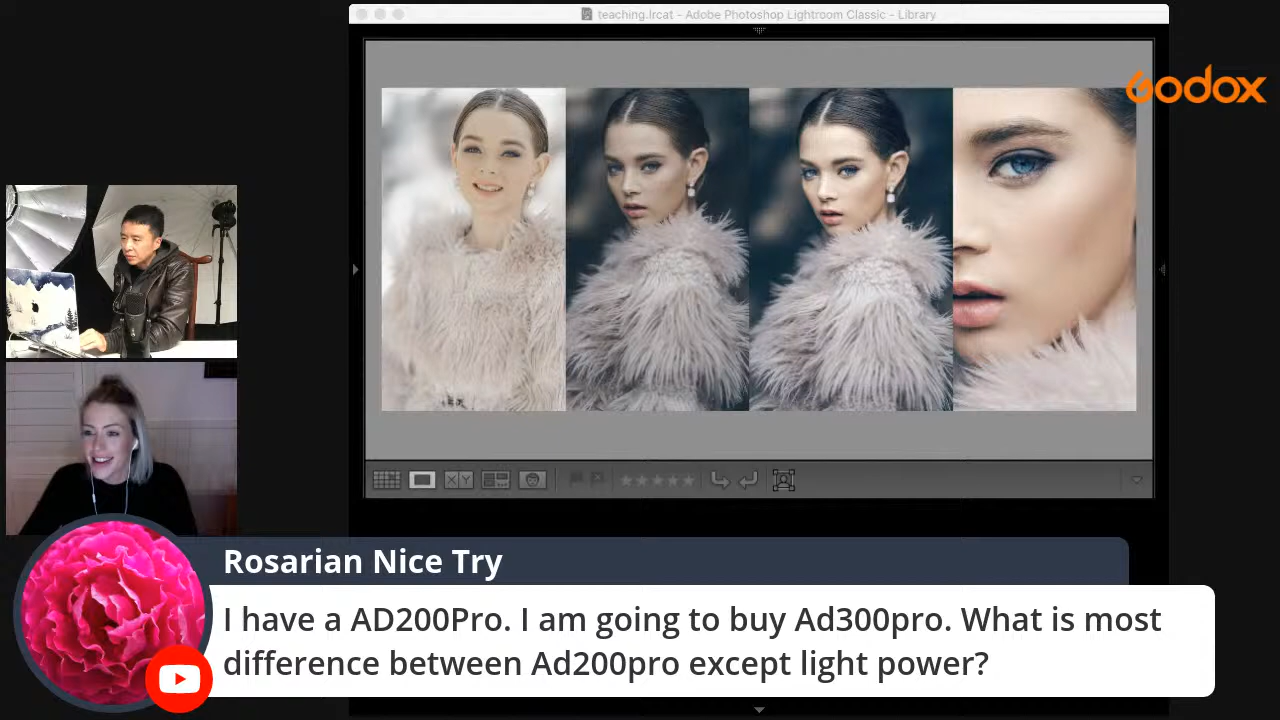 teaching.lrcat - Adobe Photoshop Lightroom Classic - Library
Godox
XY
Rosarian Nice Try
I have a AD200Pro. I am going to buy Ad300pro. What is most
difference between Ad200pro except light power?